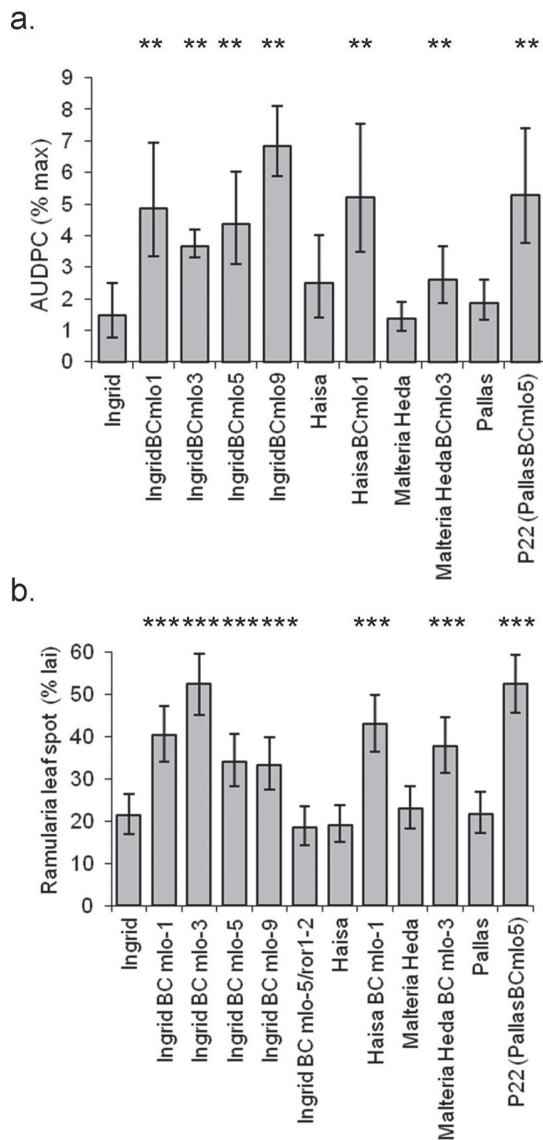 a.
** ** ** ** ** ** **
AUDPC (% max)
9
8
7
6
5
4
3
2
1
0
Ingrid
IngridBCmlo1
IngridBCmlo3
IngridBCmlo5
IngridBCmlo9
Haisa
HaisaBCmlo1
Malteria Heda
Malteria HedaBCmlo3
Pallas
P22 (PallasBCmlo5)
b.
*** *** *** *** *** *** ***
Ramularia leaf spot (% lai)
60
50
40
30
20
10
0
Ingrid
Ingrid BC mlo-1
Ingrid BC mlo-3
Ingrid BC mlo-5
Ingrid BC mlo-9
Ingrid BC mlo-5/ror1-2
Haisa
Haisa BC mlo-1
Malteria Heda
Malteria Heda BC mlo-3
Pallas
P22 (PallasBCmlo5)